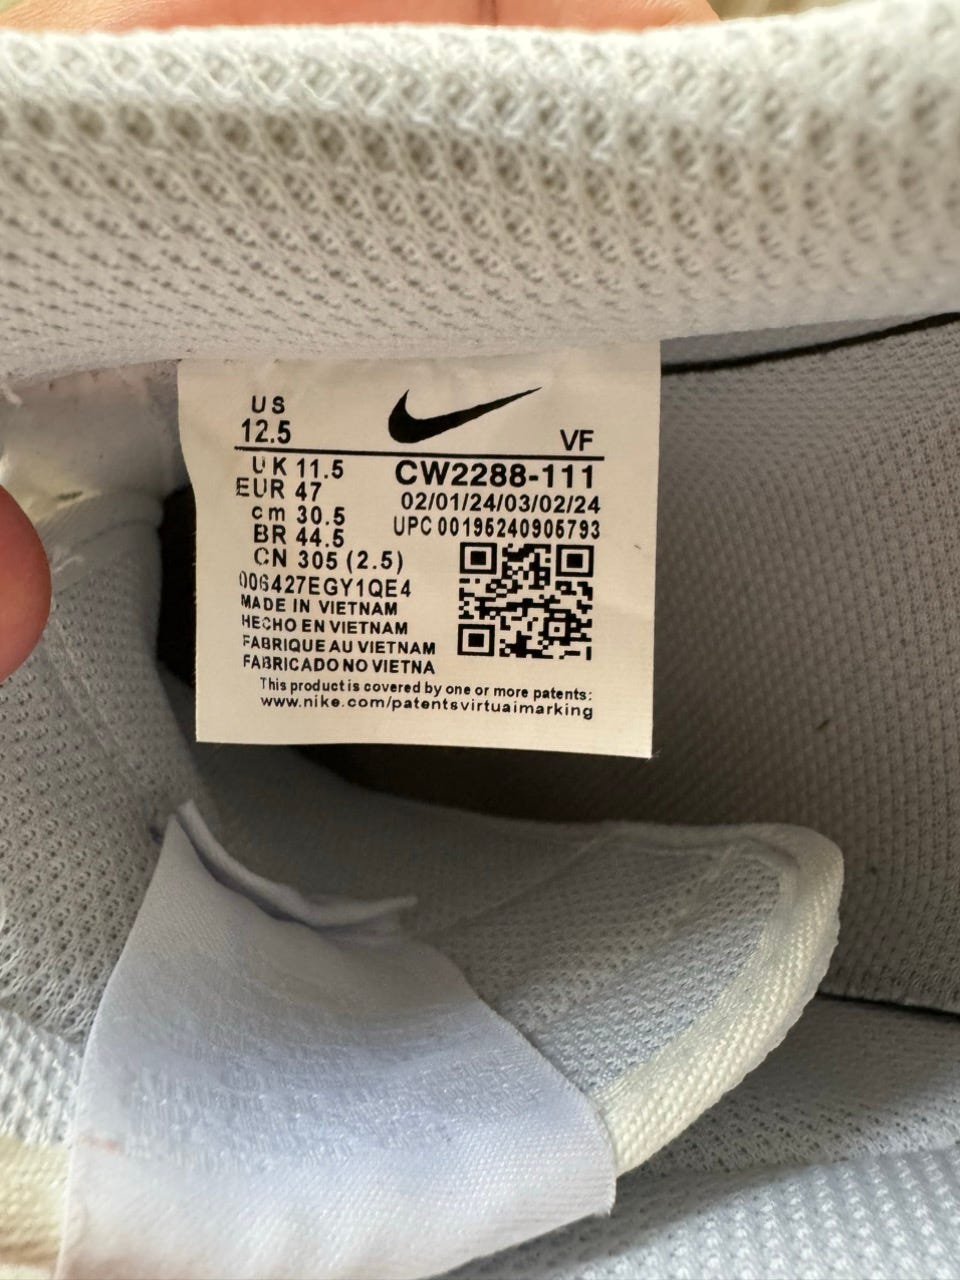 US
12.5
VF
UK 11.5
EUR 47
cm 30.5
BR 44.5
CN 305 (2.5)
006427EGY1QE4
MADE IN VIETNAM
HECHO EN VIETNAM
FABRIQUE AU VIETNAM
FABRICADO NO VIETNA
CW2288-111
02/01/24/03/02/24
UPC 00195240905793
This product is covered by one or more patents:
www.nike.com/patentsvirtuaimarking